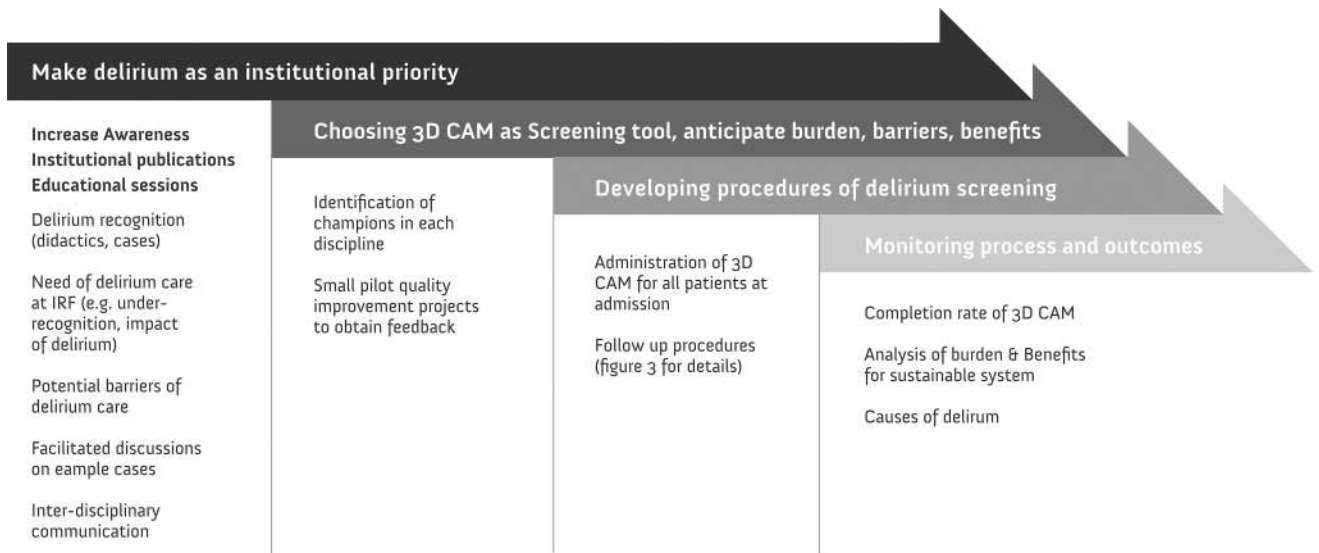 Make delirium as an institutional priority
Increase Awareness
Institutional publications
Educational sessions
Delirium recognition
(didactics, cases)
Need of delirium care
at IRF (e.g. under-
recognition, impact
of delirium)
Potential barriers of
delirium care
Facilitated discussions
on eample cases
Inter-disciplinary
communication
Choosing 3D CAM as Screening tool, anticipate burden, barriers, benefits
Identification of
champions in each
discipline
Small pilot quality
improvement projects
to obtain feedback
Developing procedures of delirium screening
Administration of 3D
CAM for all patients at
admission
Follow up procedures
(figure 3 for details)
Monitoring process and outcomes
Completion rate of 3D CAM
Analysis of burden & Benefits
for sustainable system
Causes of delirum